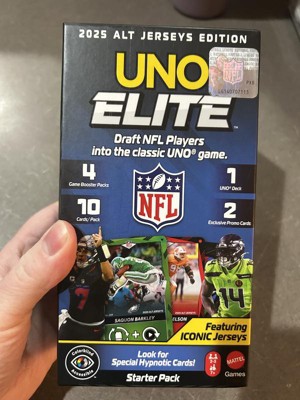 2025 ALT JERSEYS EDITION
UNO
ELITE
Draft NFL Players
into the classic UNO® game.
4
Game Booster Packs
1
UNO® Deck
NFL
10
Cards/Pack
2
Exclusive Promo Cards
SAQUON BARKLEY
Featuring
ICONIC Jerseys
Look for
Special Hypnotic Cards!
Starter Pack
Colorblind
Accessible
MATTEL
Games